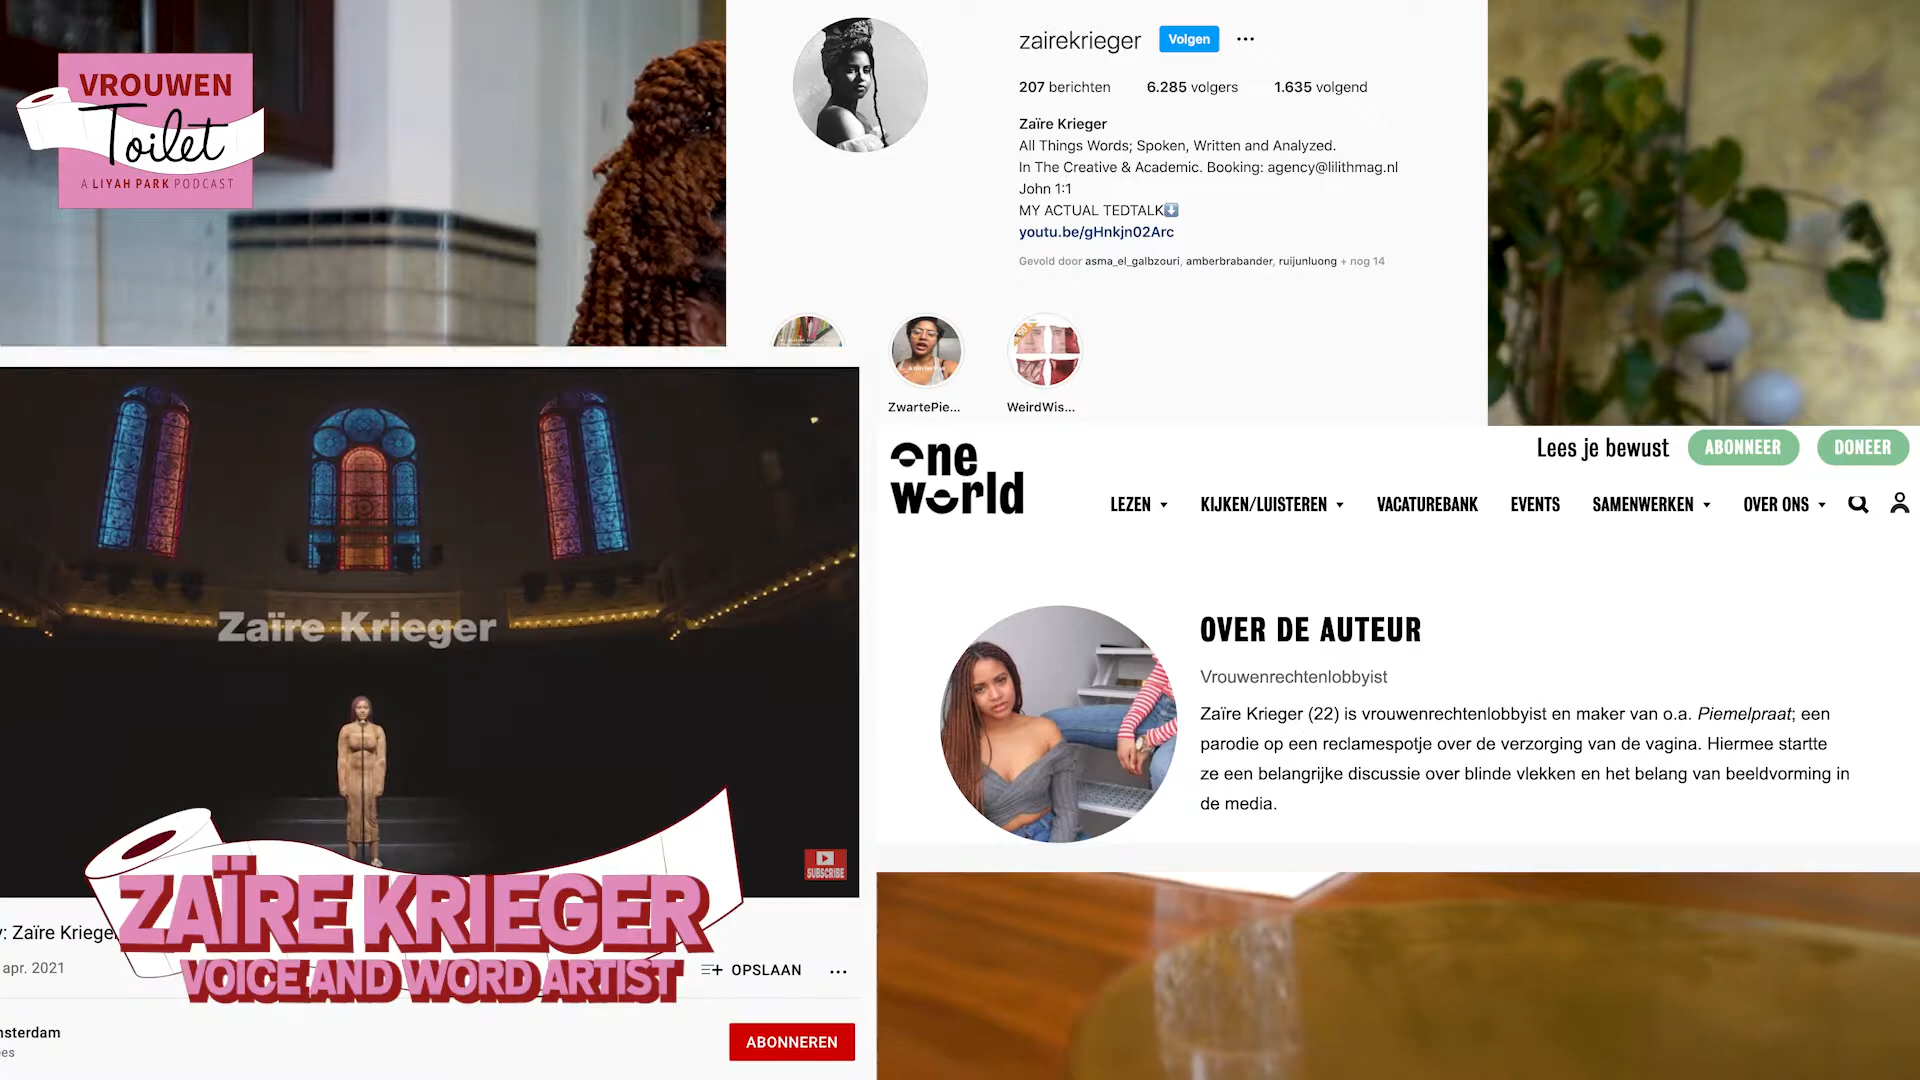 VROUWEN
Toilet
A LIYAH PARK PODCAST
zairekrieger Volgen
207 berichten 6.285 volgers 1.635 volgend
Zaïre Krieger
All Things Words; Spoken, Written and Analyzed.
In The Creative & Academic. Booking: agency@lilithmag.nl
John 1:1
MY ACTUAL TEDTALK
youtu.be/gHnkjn02Arc
Gevold door asma_el_galbzouri, amberbrabander, ruijunluong + nog 14
ZwartePie... WeirdWis...
Zaïre Krieger
SUBSCRIBE
ZAÏRE KRIEGER
VOICE AND WORD ARTIST
: Zaïre Kriege
apr. 2021
OPSLAAN
msterdam
ABONNEREN
one
world
Lees je bewust ABONNEER DONEER
LEZEN KIJKEN/LUISTEREN VACATUREBANK EVENTS SAMENWERKEN OVER ONS
OVER DE AUTEUR
Vrouwenrechtenlobbyist
Zaïre Krieger (22) is vrouwenrechtenlobbyist en maker van o.a. Piemelpraat; een
parodie op een reclamespotje over de verzorging van de vagina. Hiermee startte
ze een belangrijke discussie over blinde vlekken en het belang van beeldvorming in
de media.